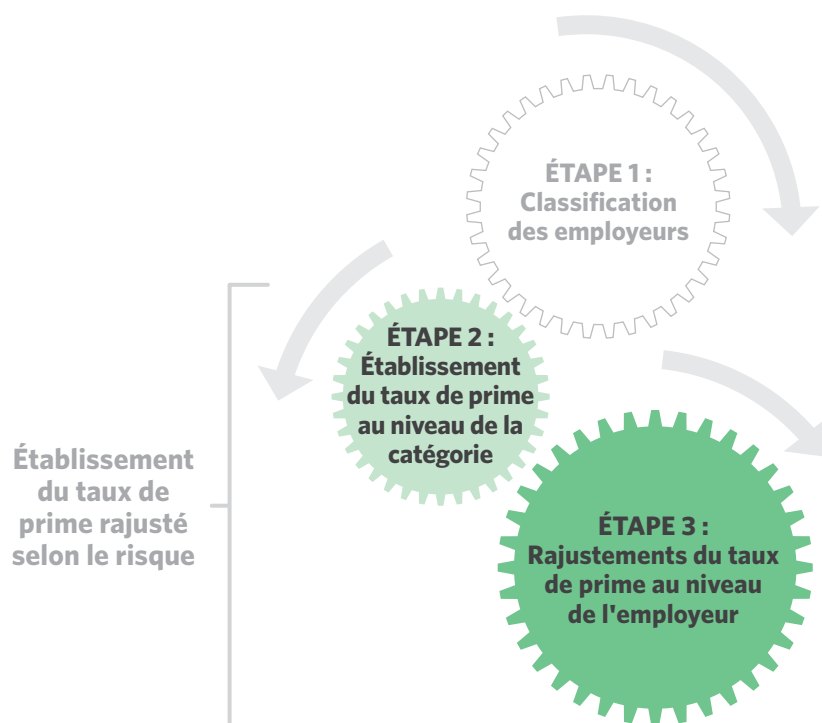 ÉTAPE 1 :
Classification
des employeurs
ÉTAPE 2 :
Établissement
du taux de prime
au niveau de la
catégorie
Établissement
du taux de
prime rajusté
selon le risque
ÉTAPE 3 :
Rajustements du taux
de prime au niveau
de l'employeur